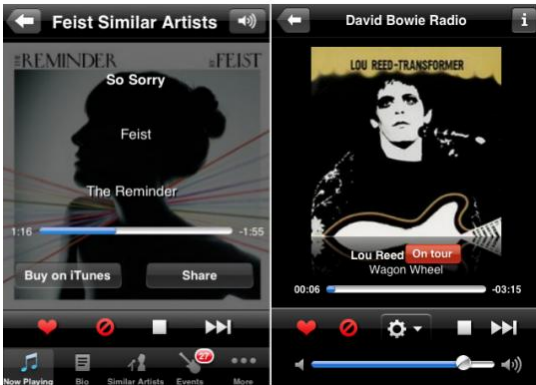 Feist Similar Artists
THE REMINDER BY FEIST
So Sorry
Feist
The Reminder
1:16
-1:55
Buy on iTunes
Share
Now Playing
Bio
Similar Artists
Events
27
More
David Bowie Radio
i
LOU REED-TRANSFORMER
Lou Reed On tour
Wagon Wheel
00:06
-03:15